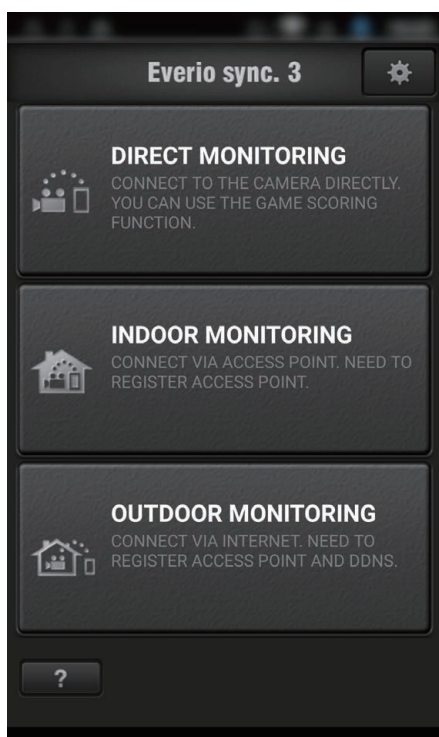 Everio sync. 3
DIRECT MONITORING
CONNECT TO THE CAMERA DIRECTLY.
YOU CAN USE THE GAME SCORING
FUNCTION.
INDOOR MONITORING
CONNECT VIA ACCESS POINT. NEED TO
REGISTER ACCESS POINT.
OUTDOOR MONITORING
CONNECT VIA INTERNET. NEED TO
REGISTER ACCESS POINT AND DDNS.
?